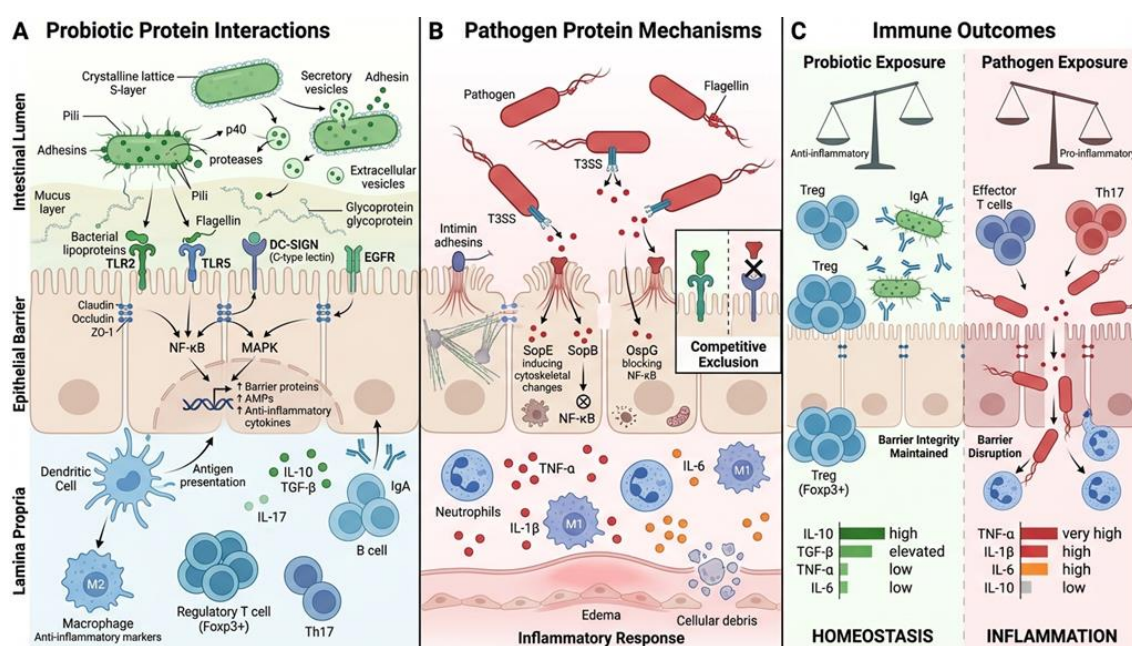 A Probiotic Protein Interactions
Intestinal Lumen
Epithelial Barrier
Lamina Propria
Crystalline lattice
S-layer
Secretory
vesicles
Adhesin
Pili
Adhesins
p40
proteases
Pili
Extracellular
vesicles
Mucus
layer
Flagellin
Glycoprotein
glycoprotein
Bacterial
lipoproteins
TLR2
TLR5
DC-SIGN
(C-type lectin)
EGFR
Claudin
Occludin
ZO-1
NF-κB
MAPK
↑ Barrier proteins
↑ AMPs
↑ Anti-inflammatory
cytokines
Dendritic
Cell
Antigen
presentation
IL-10
TGF-β
IL-17
IgA
B cell
M2
Macrophage
Anti-inflammatory markers
Regulatory T cell
(Foxp3+)
Th17
B Pathogen Protein Mechanisms
Pathogen
Flagellin
T3SS
T3SS
Intimin
adhesins
SopE
inducing
cytoskeletal
changes
SopB
NF-κB
OspG
blocking
NF-κB
Competitive
Exclusion
Neutrophils
TNF-α
IL-1β
M1
IL-6
M1
Edema
Cellular debris
Inflammatory Response
C Immune Outcomes
Probiotic Exposure
Anti-inflammatory
Treg
IgA
Treg
Treg
(Foxp3+)
Barrier Integrity
Maintained
IL-10 high
TGF-β elevated
TNF-α low
IL-6 low
HOMEOSTASIS
Pathogen Exposure
Pro-inflammatory
Effector
T cells
Th17
Barrier
Disruption
TNF-α very high
IL-1β high
IL-6 high
IL-10 low
INFLAMMATION